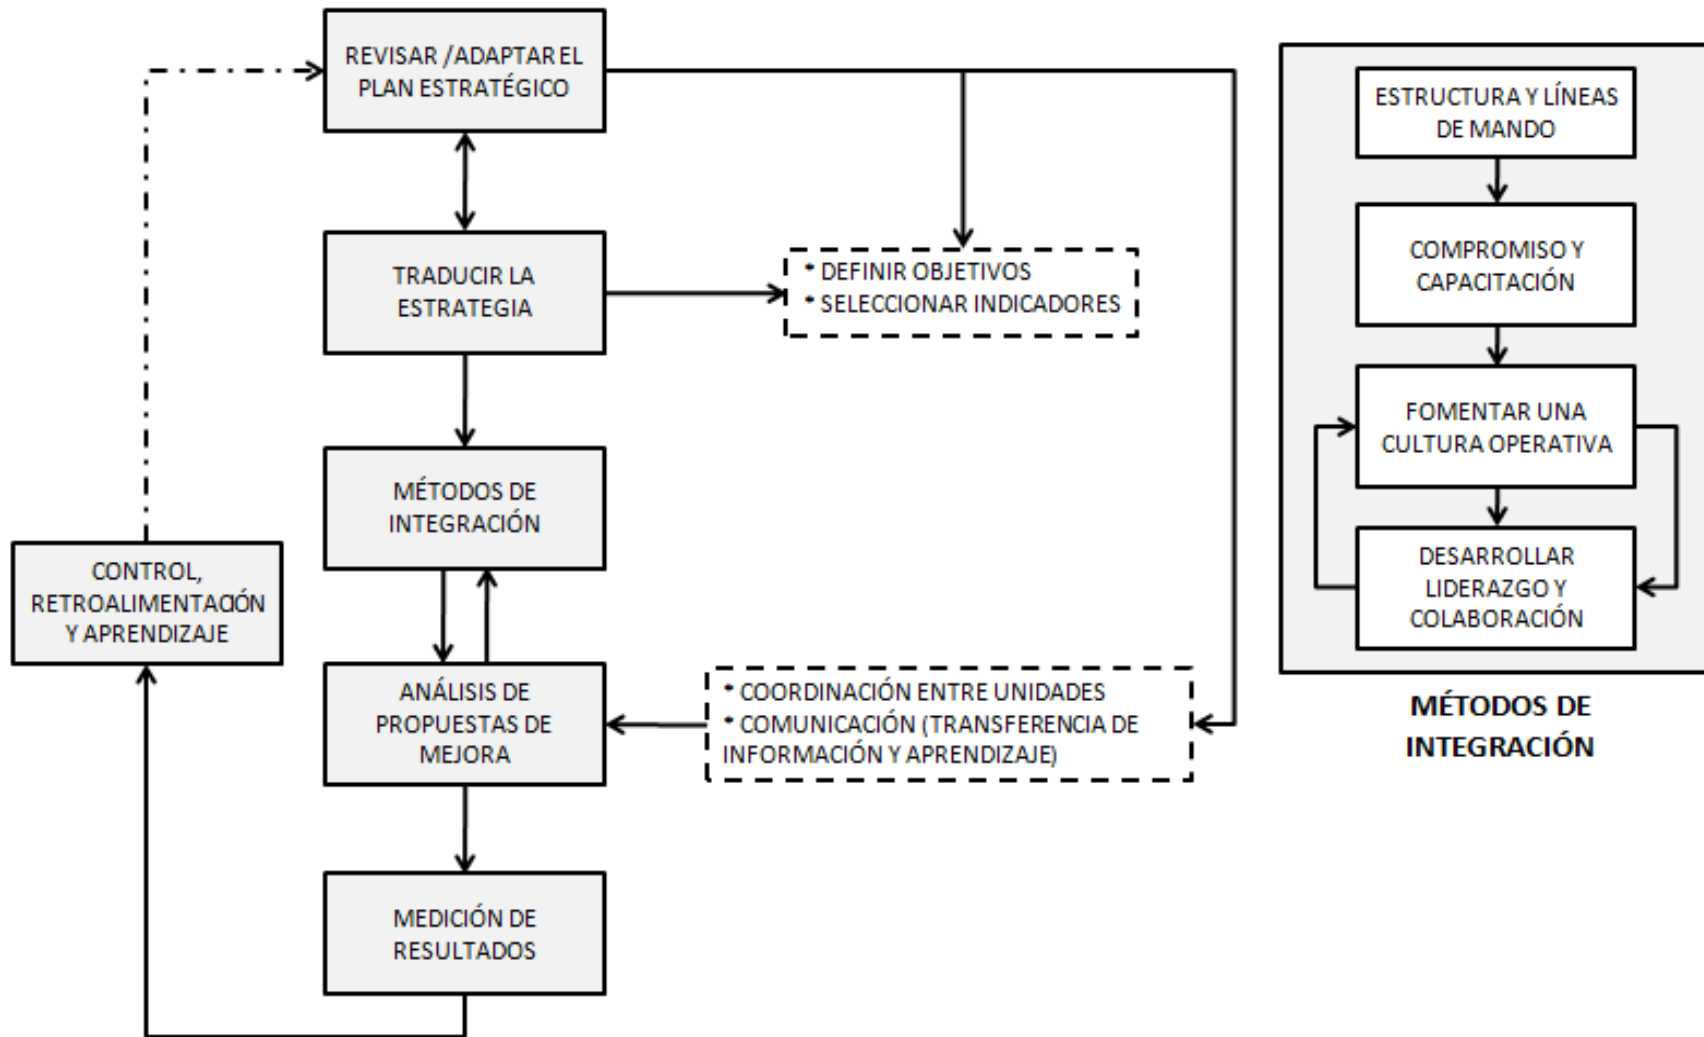 REVISAR /ADAPTAR EL
PLAN ESTRATÉGICO
TRADUCIR LA
ESTRATEGIA
* DEFINIR OBJETIVOS
* SELECCIONAR INDICADORES
MÉTODOS DE
INTEGRACIÓN
CONTROL,
RETROALIMENTACIÓN
Y APRENDIZAJE
ANÁLISIS DE
PROPUESTAS DE
MEJORA
* COORDINACIÓN ENTRE UNIDADES
* COMUNICACIÓN (TRANSFERENCIA DE
INFORMACIÓN Y APRENDIZAJE)
MEDICIÓN DE
RESULTADOS
ESTRUCTURA Y LÍNEAS
DE MANDO
COMPROMISO Y
CAPACITACIÓN
FOMENTAR UNA
CULTURA OPERATIVA
DESARROLLAR
LIDERAZGO Y
COLABORACIÓN
MÉTODOS DE
INTEGRACIÓN